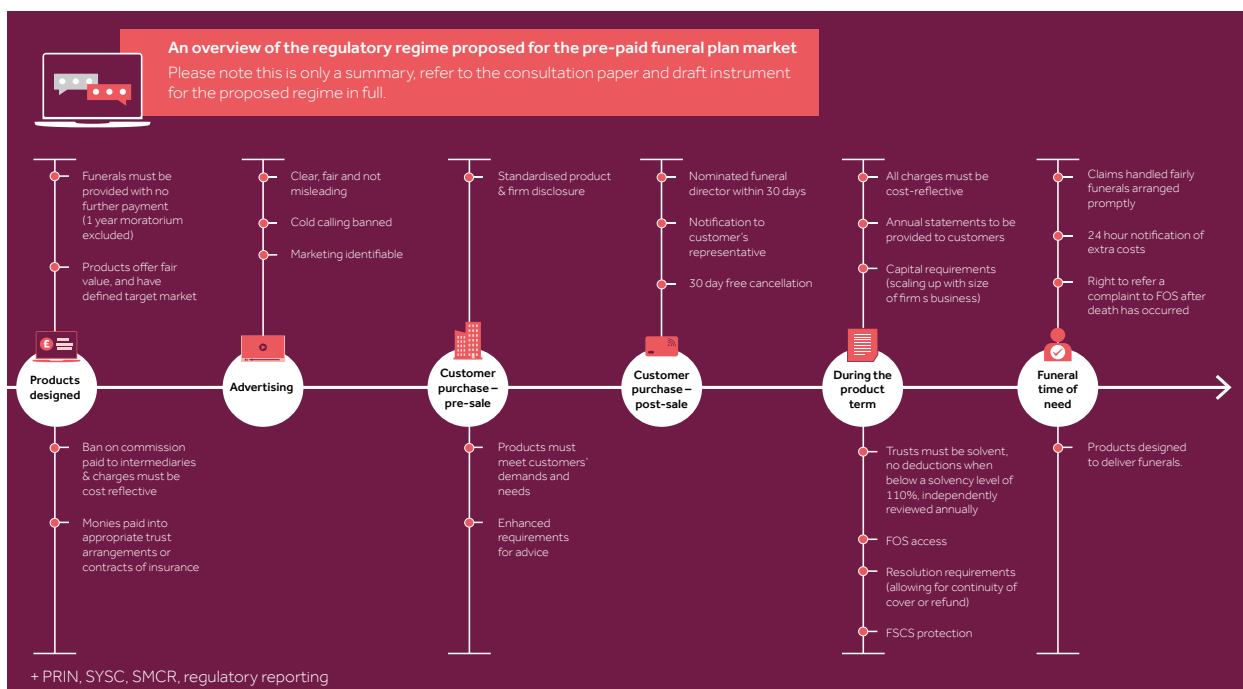 An overview of the regulatory regime proposed for the pre-paid funeral plan market
Please note this is only a summary, refer to the consultation paper and draft instrument
for the proposed regime in full.
Funerals must be
provided with no
further payment
(1 year moratorium
excluded)
Products offer fair
value, and have
defined target market
£
Products
designed
Ban on commission
paid to intermediaries
& charges must be
cost reflective
Monies paid into
appropriate trust
arrangements or
contracts of insurance
Clear, fair and not
misleading
Cold calling banned
Marketing identifiable
Advertising
Standardised product
& firm disclosure
Customer
purchase –
pre-sale
Products must
meet customers’
demands and
needs
Enhanced
requirements
for advice
Nominated funeral
director within 30 days
Notification to
customer’s
representative
30 day free cancellation
Customer
purchase –
post-sale
All charges must be
cost-reflective
Annual statements to be
provided to customers
Capital requirements
(scaling up with size
of firm s business)
During the
product
term
Trusts must be solvent,
no deductions when
below a solvency level of
110%, independently
reviewed annually
FOS access
Resolution requirements
(allowing for continuity of
cover or refund)
FSCS protection
Claims handled fairly
funerals arranged
promptly
24 hour notification of
extra costs
Right to refer a
complaint to FOS after
death has occurred
Funeral
time of
need
Products designed
to deliver funerals.
+ PRIN, SYSC, SMCR, regulatory reporting